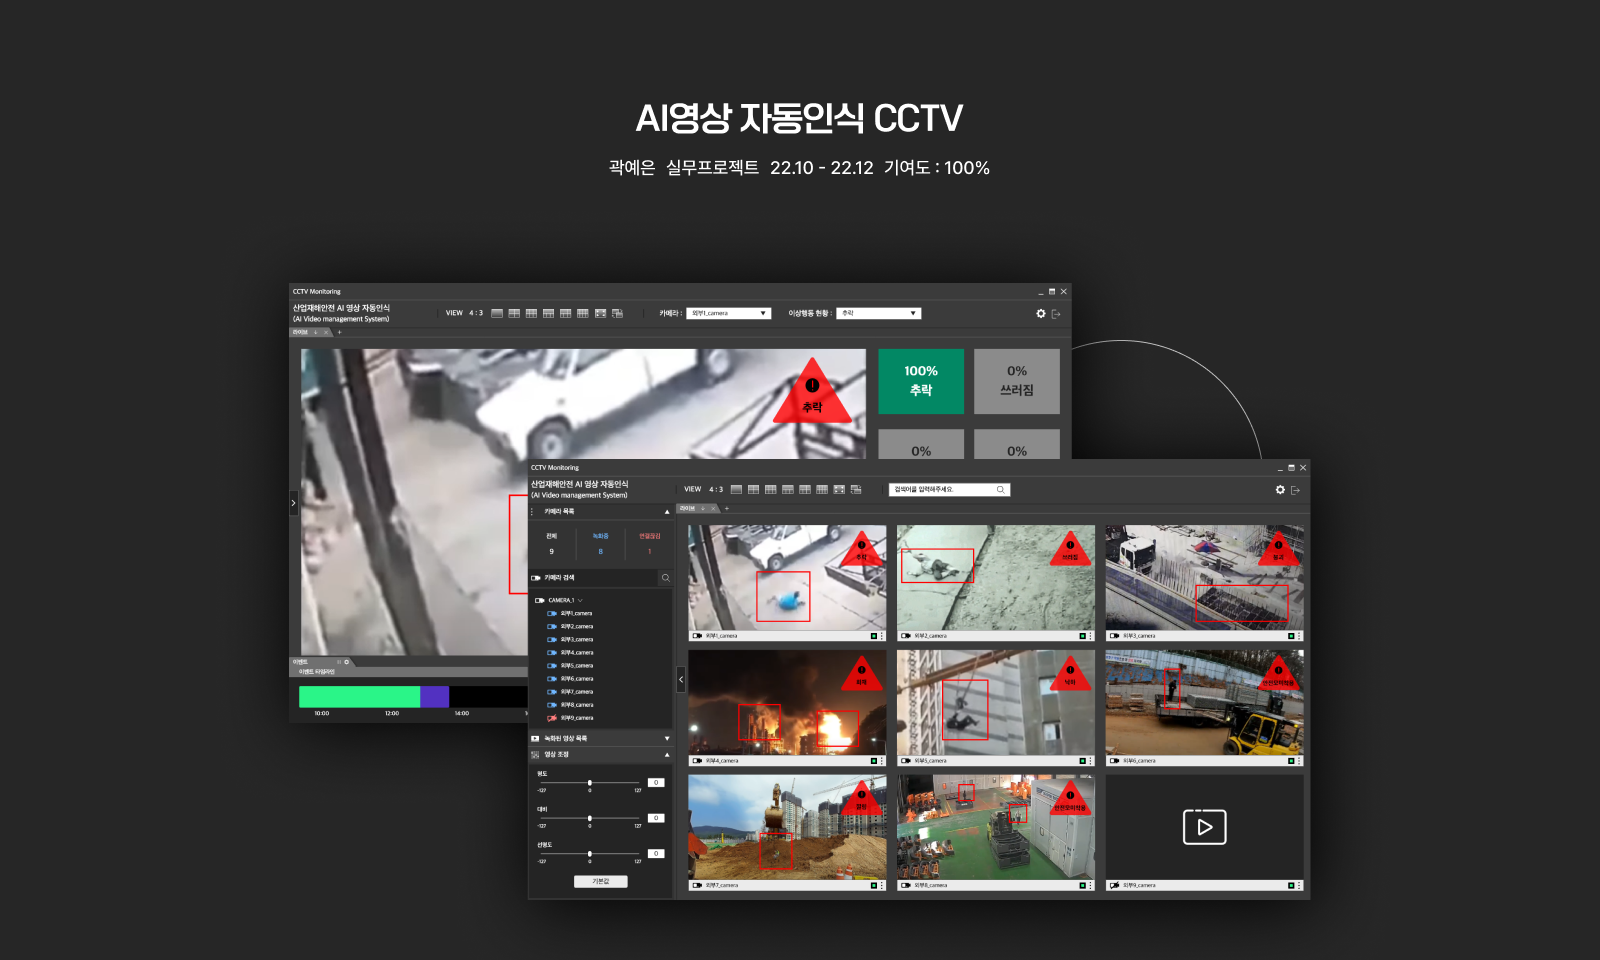 AI영상 자동인식 CCTV
곽예은 실무프로젝트 22.10 - 22.12 기여도 : 100%
CCTV Monitoring
산업재해안전 AI 영상 자동인식
(AI Video management System)
VIEW 4 : 3
카메라 : 외부1_camera
이상행동 현황 : 추락
라이브
추락
100%
추락
0%
쓰러짐
0%
0%
이벤트
이벤트 타임라인
10:00 12:00 14:00
CCTV Monitoring
산업재해안전 AI 영상 자동인식
(AI Video management System)
VIEW 4 : 3
검색어를 입력해주세요.
카메라 목록
라이브
전체 녹화중 연결끊김
9 8 1
카메라 검색
CAMERA_1
외부1_camera
외부2_camera
외부3_camera
외부4_camera
외부5_camera
외부6_camera
외부7_camera
외부8_camera
외부9_camera
녹화된 영상 목록
영상 조정
명도
0
-127 0 127
대비
0
-127 0 127
선명도
0
-127 0 127
기본값
추락
쓰러짐
붕괴
외부1_camera
외부2_camera
외부3_camera
화재
낙하
안전모미착용
외부4_camera
외부5_camera
외부6_camera
안전모미착용
외부7_camera
외부8_camera
외부9_camera